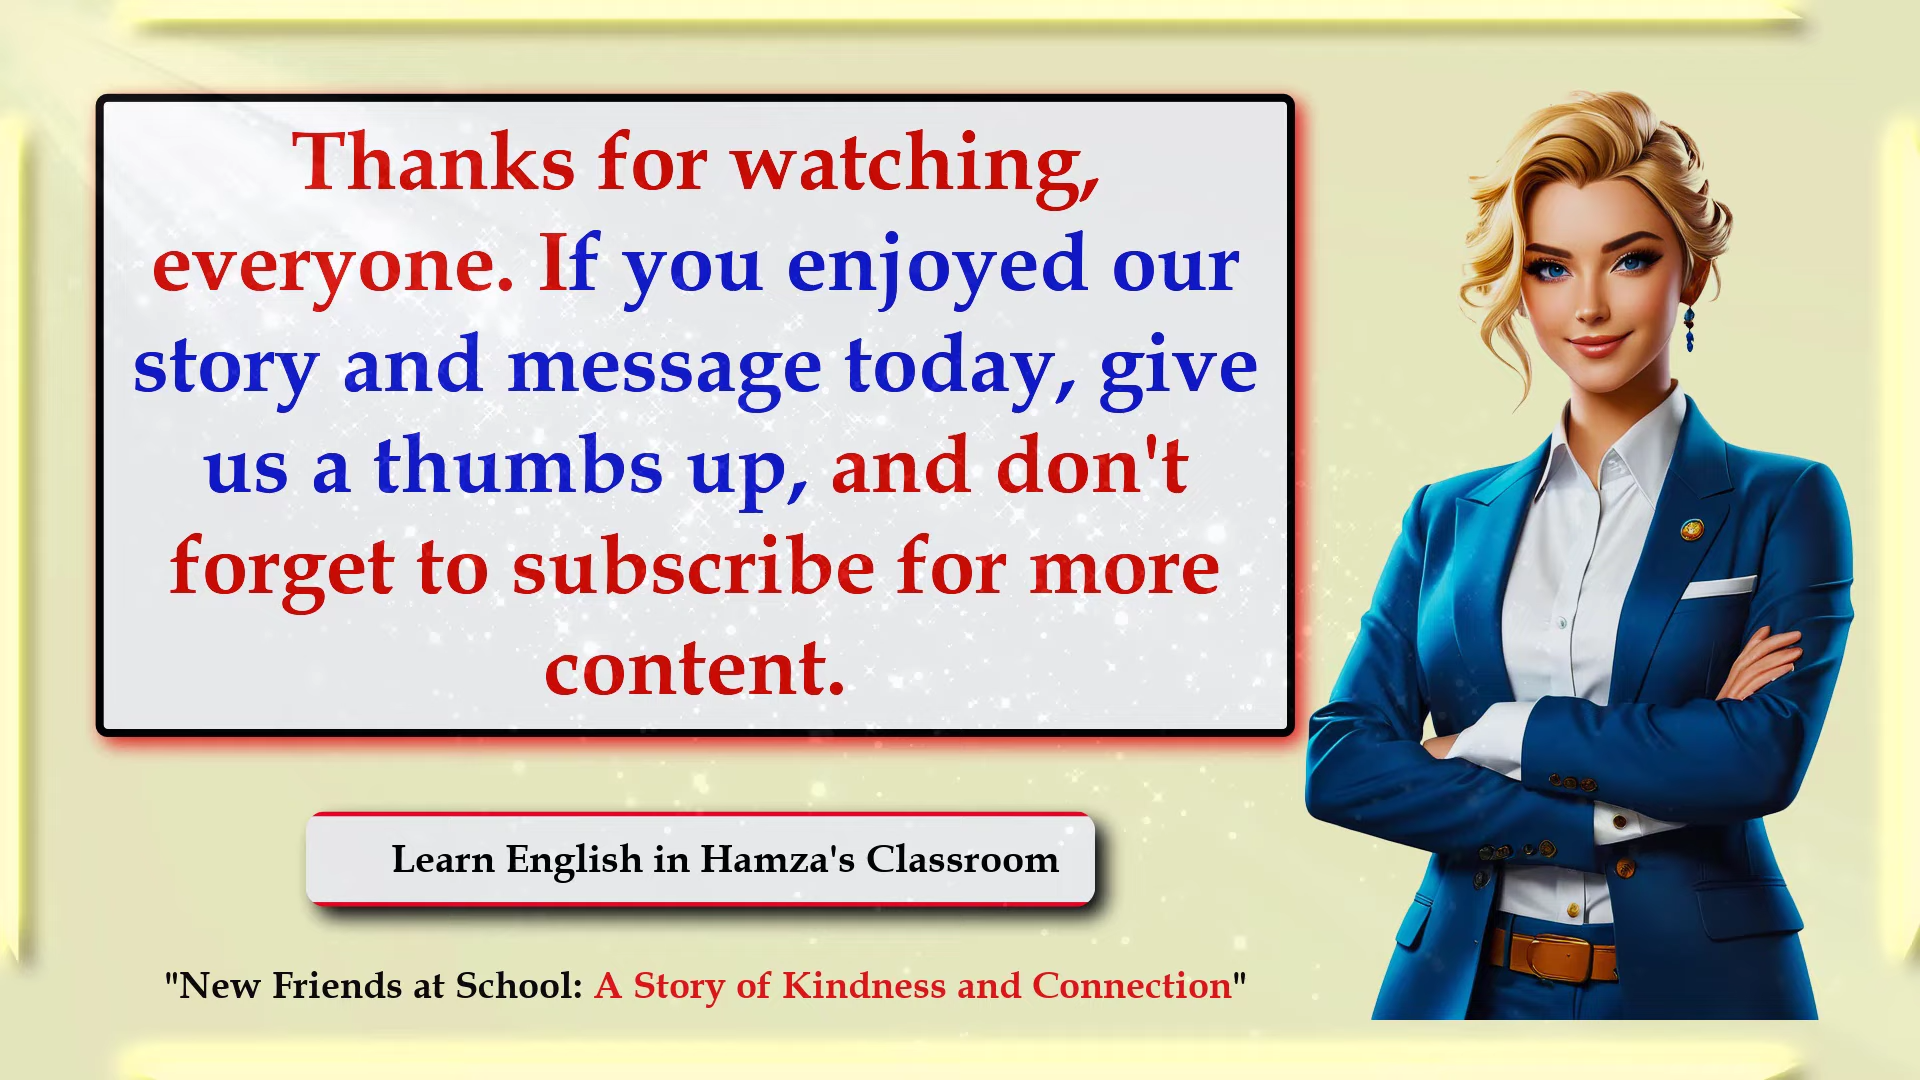 Thanks for watching,
everyone. If you enjoyed our
story and message today, give
us a thumbs up, and don't
forget to subscribe for more
content.
Learn English in Hamza's Classroom
"New Friends at School: A Story of Kindness and Connection"